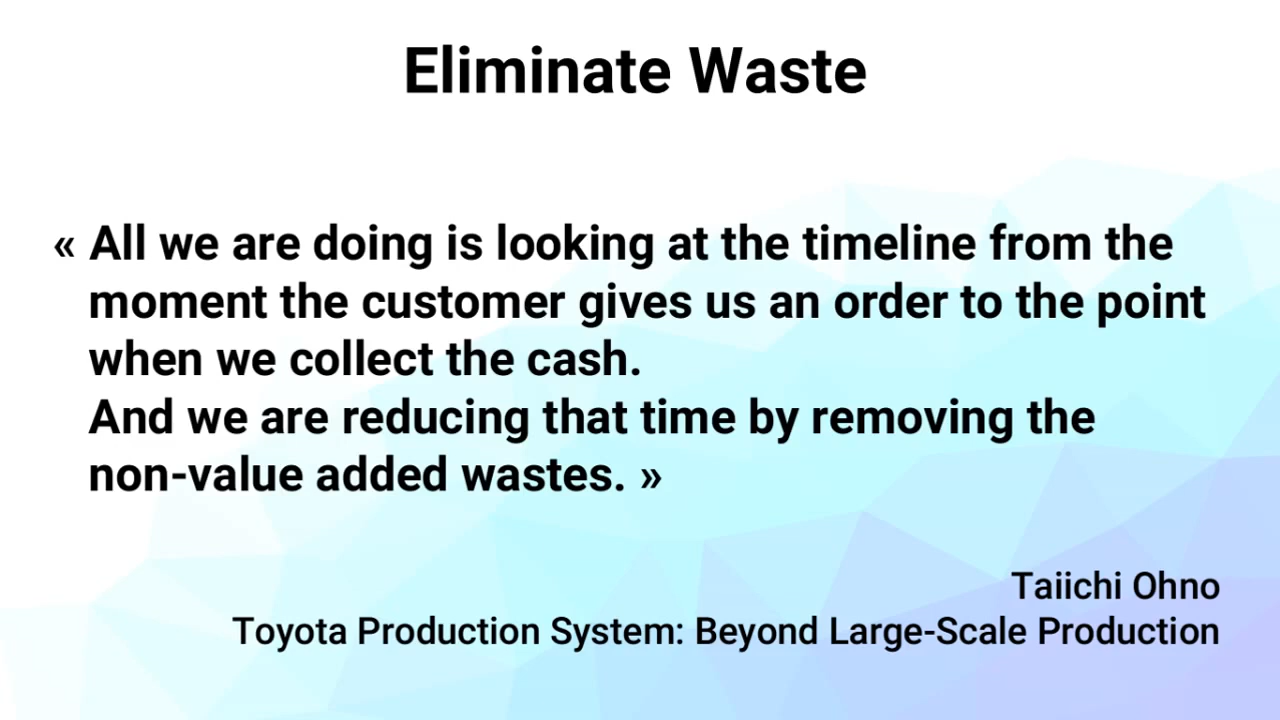 Eliminate Waste
« All we are doing is looking at the timeline from the
moment the customer gives us an order to the point
when we collect the cash.
And we are reducing that time by removing the
non-value added wastes. »
Taiichi Ohno
Toyota Production System: Beyond Large-Scale Production